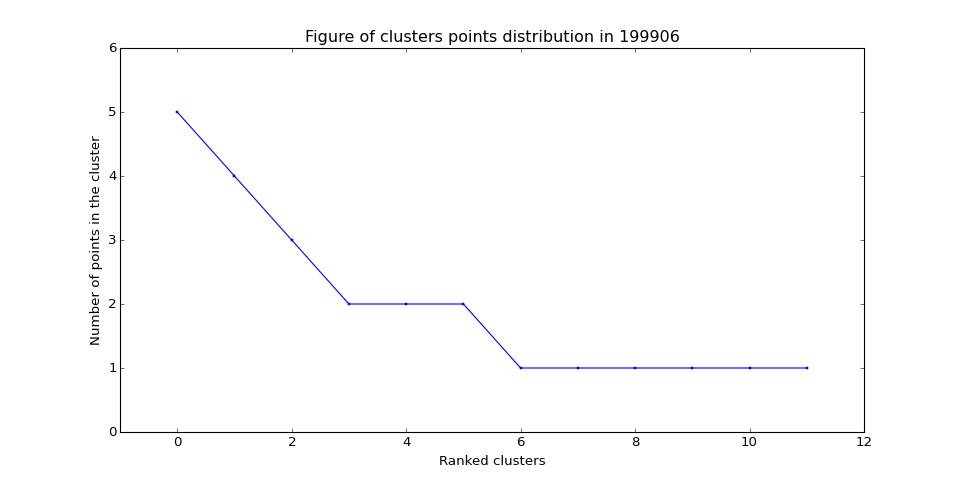 Figure of clusters points distribution in 199906
6
5
4
3
2
1
0
Number of points in the cluster
0 2 4 6 8 10 12
Ranked clusters